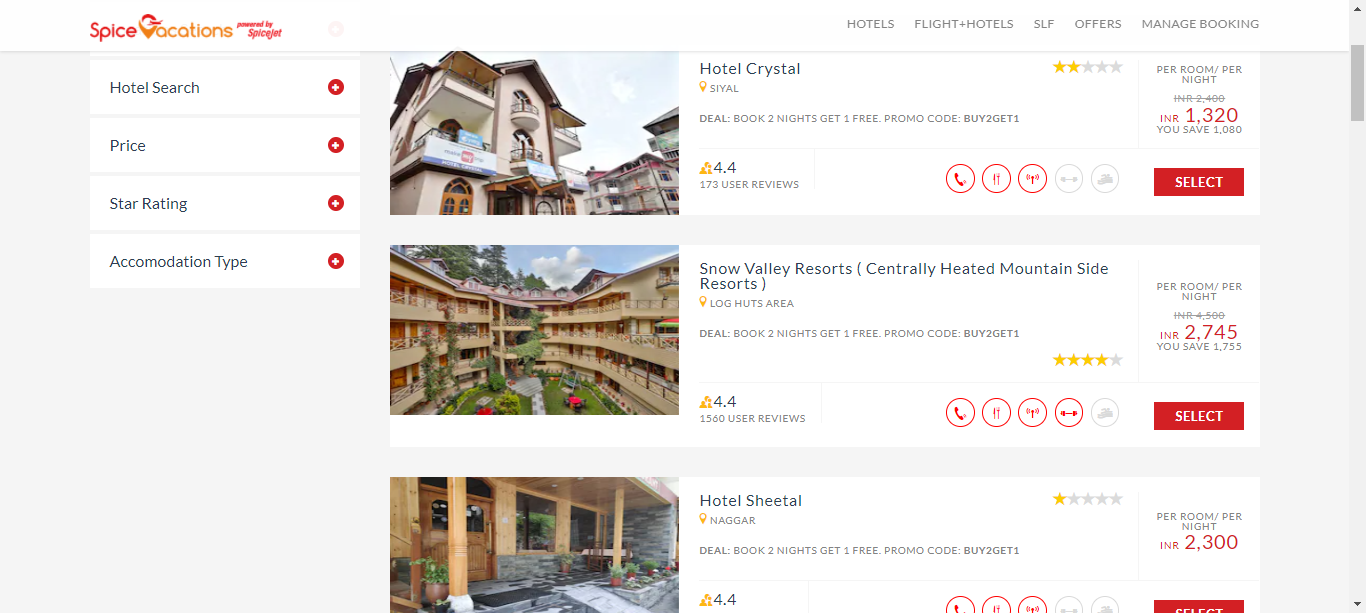 Spice Vacations powered by Spicejet
HOTELS FLIGHT+HOTELS SLF OFFERS MANAGE BOOKING
Hotel Search
Price
Star Rating
Accomodation Type
Hotel Crystal
SIYAL
DEAL: BOOK 2 NIGHTS GET 1 FREE. PROMO CODE: BUY2GET1
4.4
173 USER REVIEWS
PER ROOM/ PER
NIGHT
INR 2,400
INR 1,320
YOU SAVE 1,080
SELECT
Snow Valley Resorts ( Centrally Heated Mountain Side
Resorts )
LOG HUTS AREA
DEAL: BOOK 2 NIGHTS GET 1 FREE. PROMO CODE: BUY2GET1
4.4
1560 USER REVIEWS
PER ROOM/ PER
NIGHT
INR 4,500
INR 2,745
YOU SAVE 1,755
SELECT
Hotel Sheetal
NAGGAR
DEAL: BOOK 2 NIGHTS GET 1 FREE. PROMO CODE: BUY2GET1
4.4
PER ROOM/ PER
NIGHT
INR 2,300
SELECT